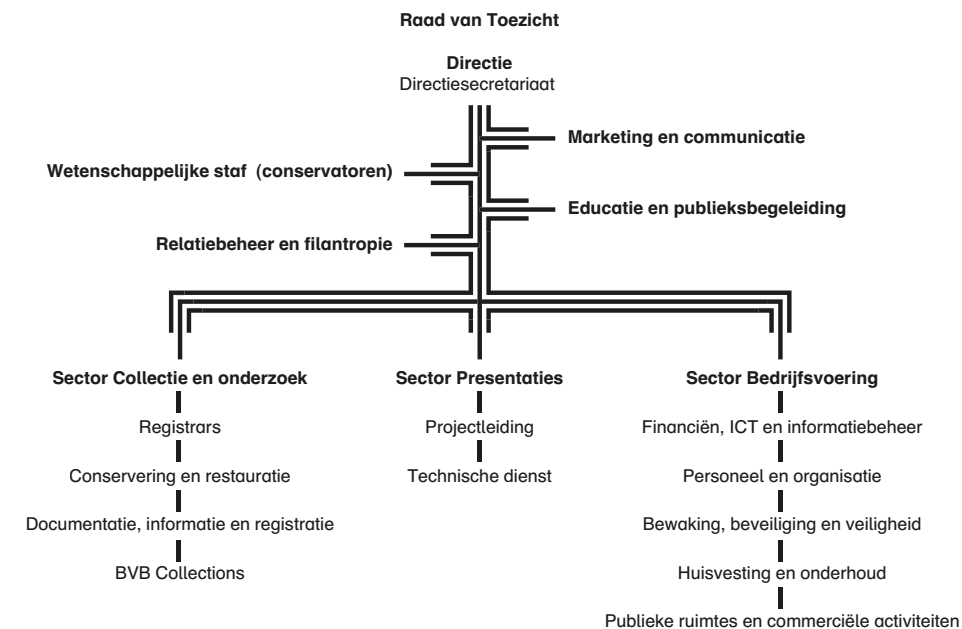 Raad van Toezicht
Directie
Directiesecretariaat
Marketing en communicatie
Wetenschappelijke staf (conservatoren)
Educatie en publieksbegeleiding
Relatiebeheer en filantropie
Sector Collectie en onderzoek
Registrars
Conservering en restauratie
Documentatie, informatie en registratie
BVB Collections
Sector Presentaties
Projectleiding
Technische dienst
Sector Bedrijfsvoering
Financiën, ICT en informatiebeheer
Personeel en organisatie
Bewaking, beveiliging en veiligheid
Huisvesting en onderhoud
Publieke ruimtes en commerciële activiteiten